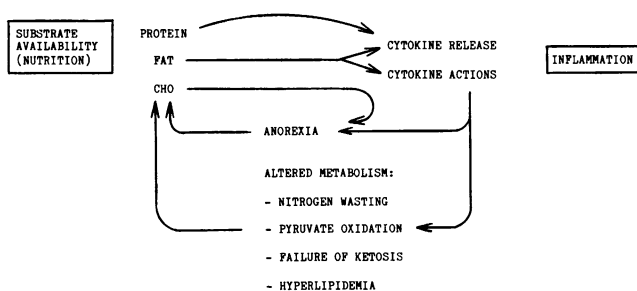 SUBSTRATE
AVAILABILITY
(NUTRITION)
PROTEIN
FAT
CHO
CYTOKINE RELEASE
CYTOKINE ACTIONS
INFLAMMATION
ANOREXIA
ALTERED METABOLISM:
- NITROGEN WASTING
- PYRUVATE OXIDATION
- FAILURE OF KETOSIS
- HYPERLIPIDEMIA